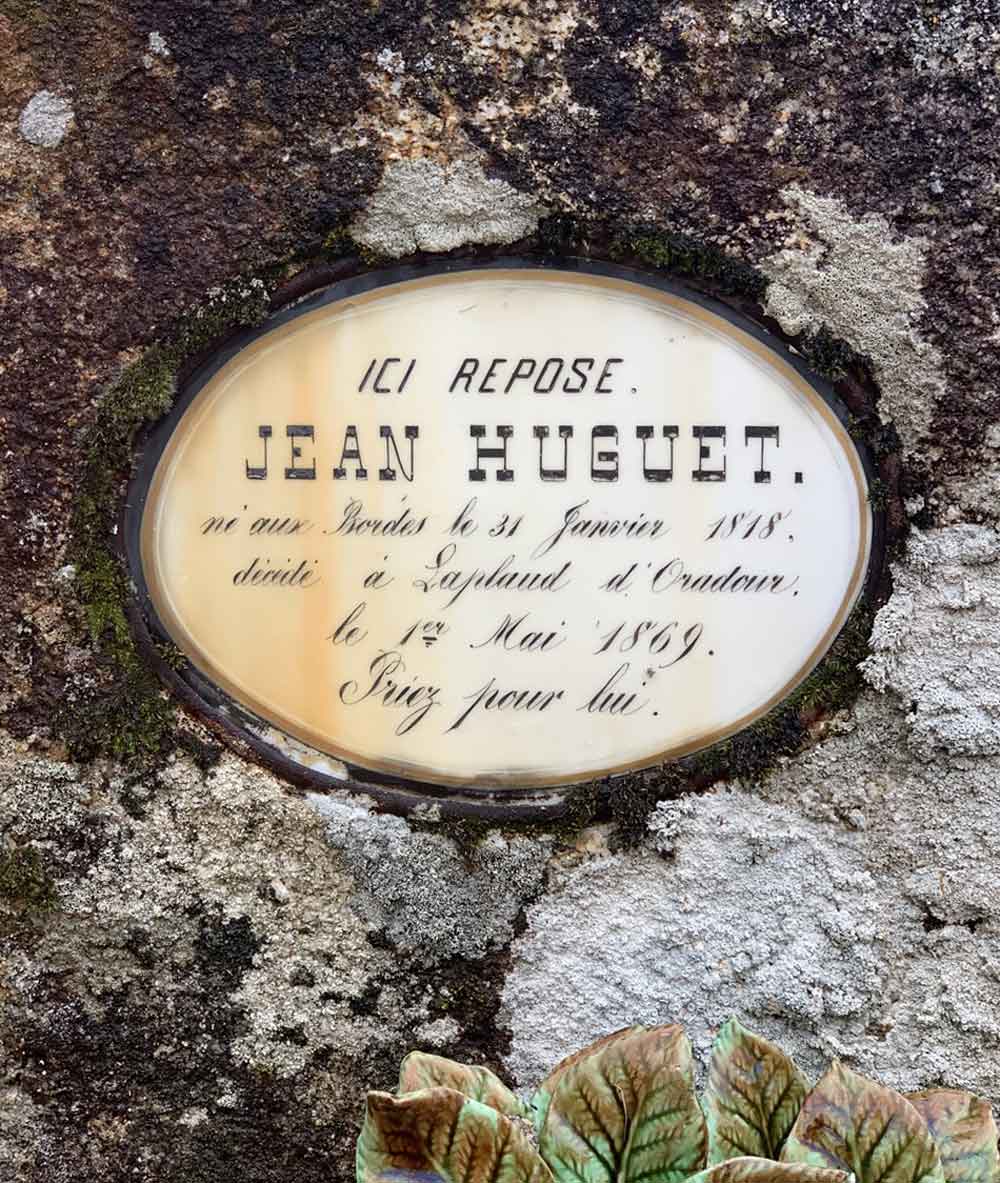 ICI REPOSE.
JEAN HUGUET.
né aux Bordes le 31 Janvier 1818.
décédé à Laplaud d'Oradour.
le 1er Mai 1869.
Priez pour lui.